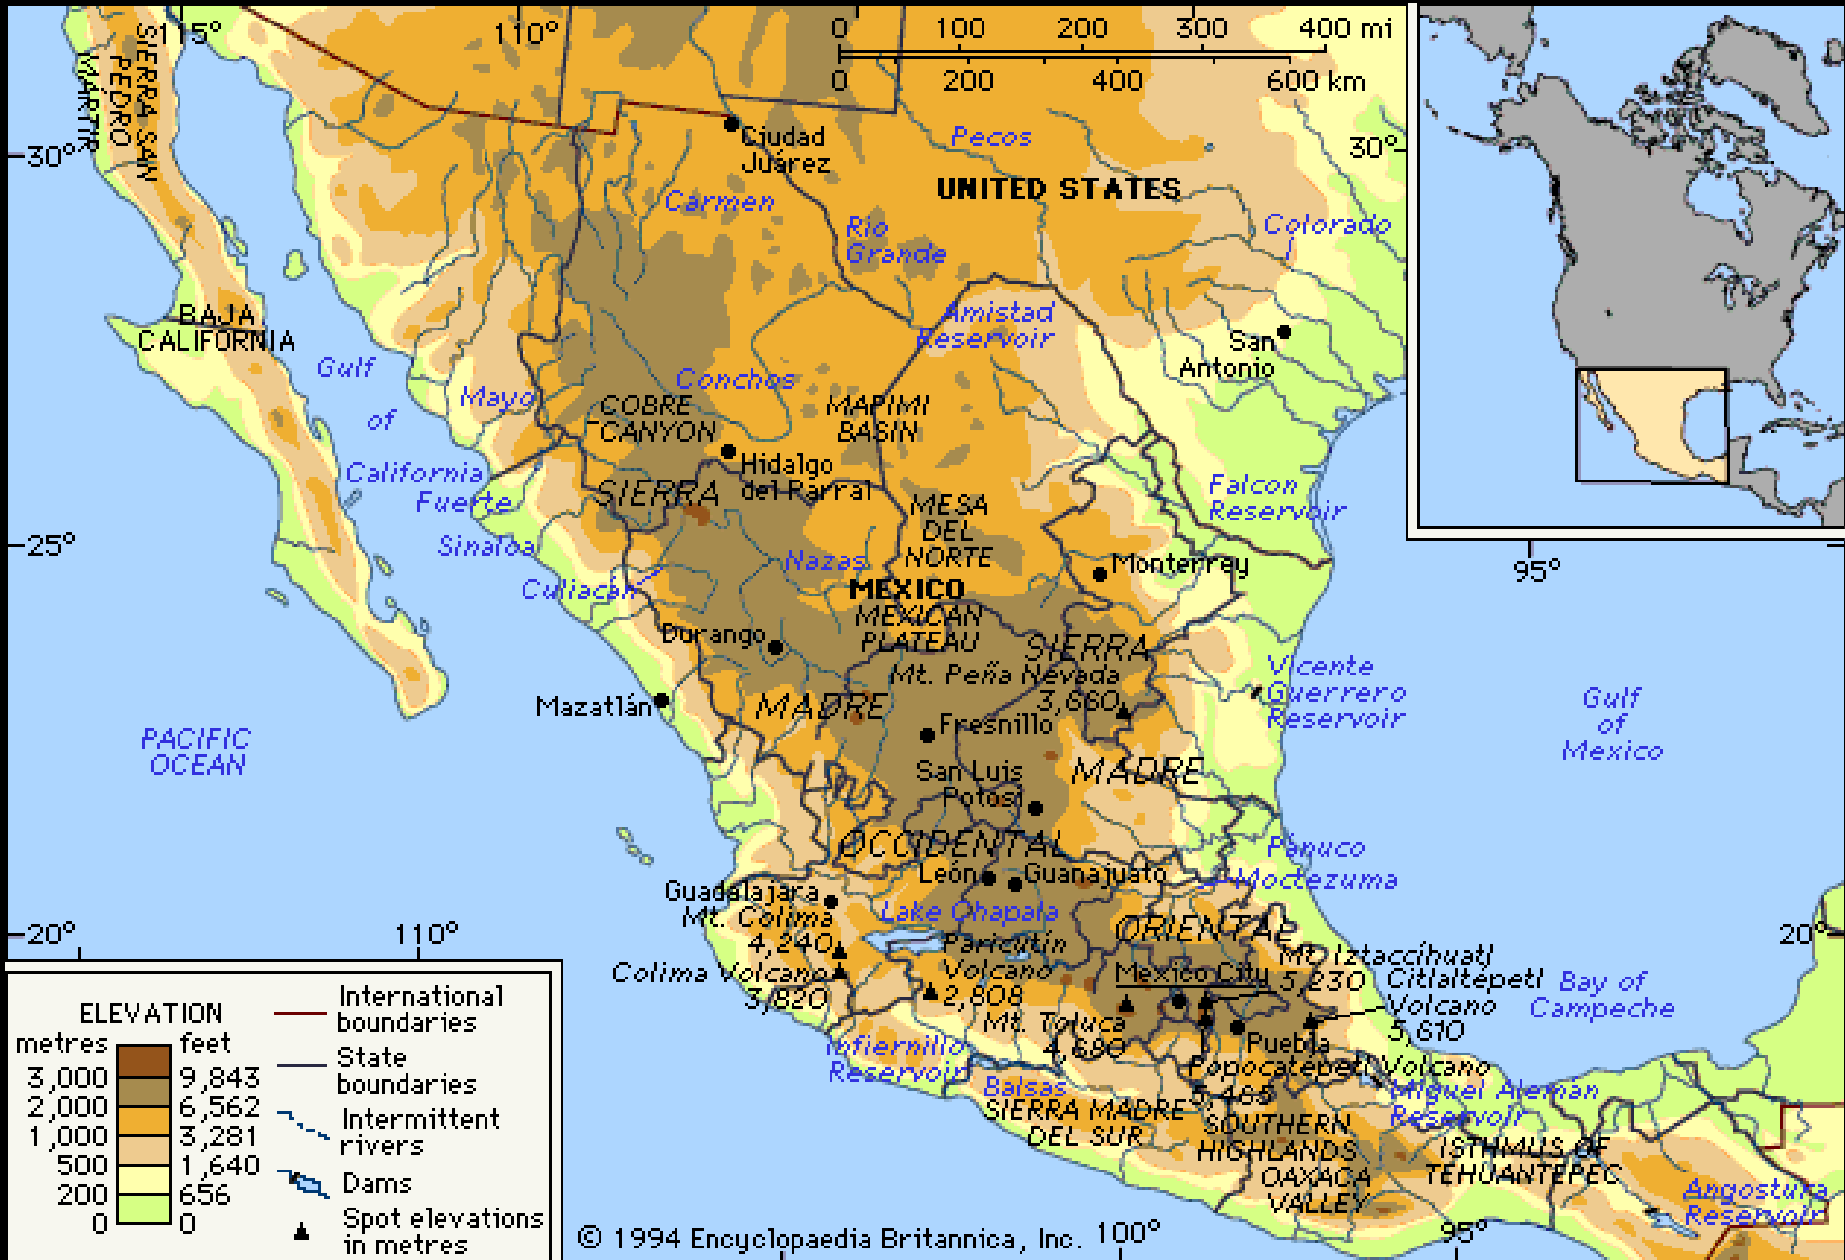 115°
110°
0 100 200 300 400 mi
0 200 400 600 km
SIERRA SAN
PEDRO
MÁRTIR
30°
30°
Ciudad
Juárez
Pecos
UNITED STATES
Carmen
Rio
Grande
Colorado
BAJA
CALIFORNIA
Amistad
Reservoir
San
Antonio
Gulf
of
California
Mayo
Conchos
COBRE
CANYON
MAPIMI
BASIN
Hidalgo
del Parral
Fuerte
SIERRA
MESA
DEL
NORTE
Falcon
Reservoir
25°
Sinaloa
Nazas
Monterrey
95°
Culiacán
MEXICO
MEXICAN
PLATEAU
Durango
SIERRA
Mt. Peña Nevada
3,660
Vicente
Guerrero
Reservoir
Mazatlán
MADRE
Fresnillo
Gulf
of
Mexico
PACIFIC
OCEAN
San Luis
Potosí
MADRE
OCCIDENTAL
Pánuco
León
Guanajuato
Moctezuma
Guadalajara
Mt. Colima
4,240
Lake Chapala
ORIENTAL
20°
110°
20°
Colima Volcano
3,820
Paricutín
Volcano
2,808
Mexico City
Mt. Iztaccíhuatl
5,230
Citlaltépetl
Volcano
5,610
Bay of
Campeche
Mt. Toluca
4,680
Puebla
Infiernillo
Reservoir
Popocatépetl Volcano
5,465
Balsas
Miguel Alemán
Reservoir
SIERRA MADRE
DEL SUR
SOUTHERN
HIGHLANDS
ISTHMUS OF
TEHUANTEPEC
OAXACA
VALLEY
Angostura
Reservoir
100°
95°
ELEVATION
metres feet
3,000 9,843
2,000 6,562
1,000 3,281
500 1,640
200 656
0 0
International
boundaries
State
boundaries
Intermittent
rivers
Dams
Spot elevations
in metres
© 1994 Encyclopaedia Britannica, Inc.